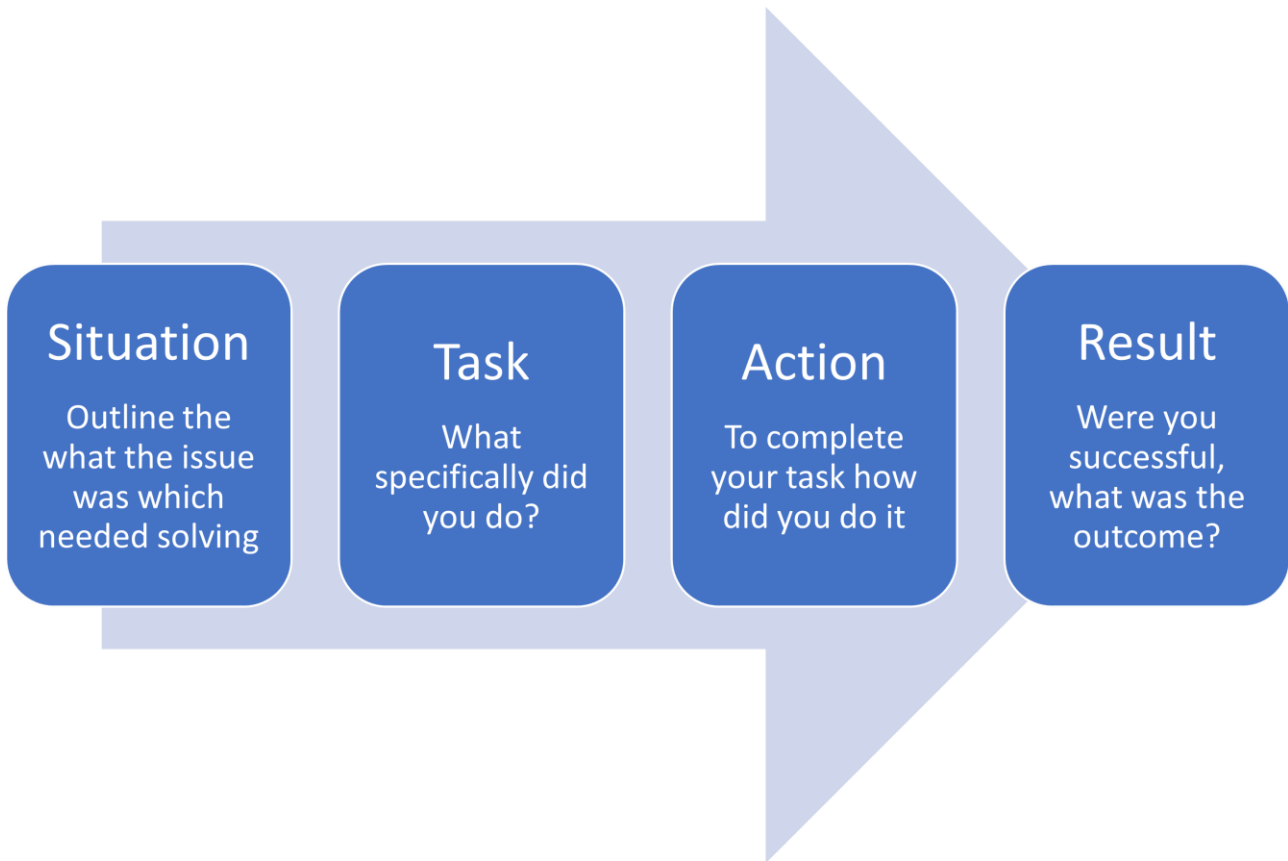 Situation
Outline the
what the issue
was which
needed solving
Task
What
specifically did
you do?
Action
To complete
your task how
did you do it
Result
Were you
successful,
what was the
outcome?